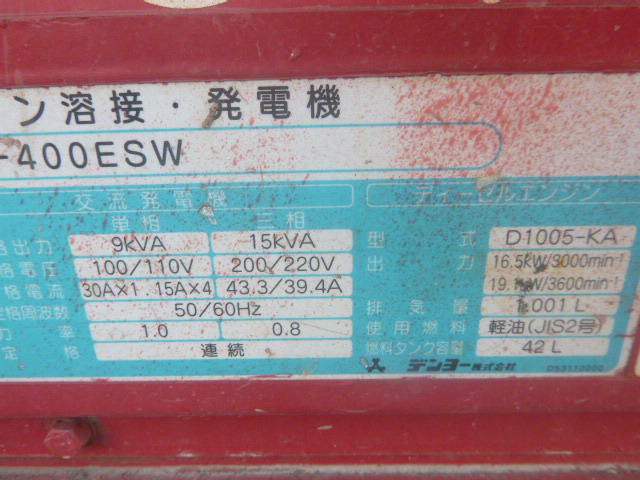 ン溶接・発電機
-400ESW
交流発電機
ディーゼルエンジン
単相 三相
格出力 9kVA 15kVA
格電圧 100/110V 200/220V
格電流 30A×1.15A×4 43.3/39.4A
定格周波数 50/60Hz
力率 1.0 0.8
定格 連続
型式 D1005-KA
出力 16.5kW/3000min⁻¹
19.1kW/3600min⁻¹
排気量 1.001 L
使用燃料 軽油(JIS2号)
燃料タンク容量 42 L
デンヨー株式会社